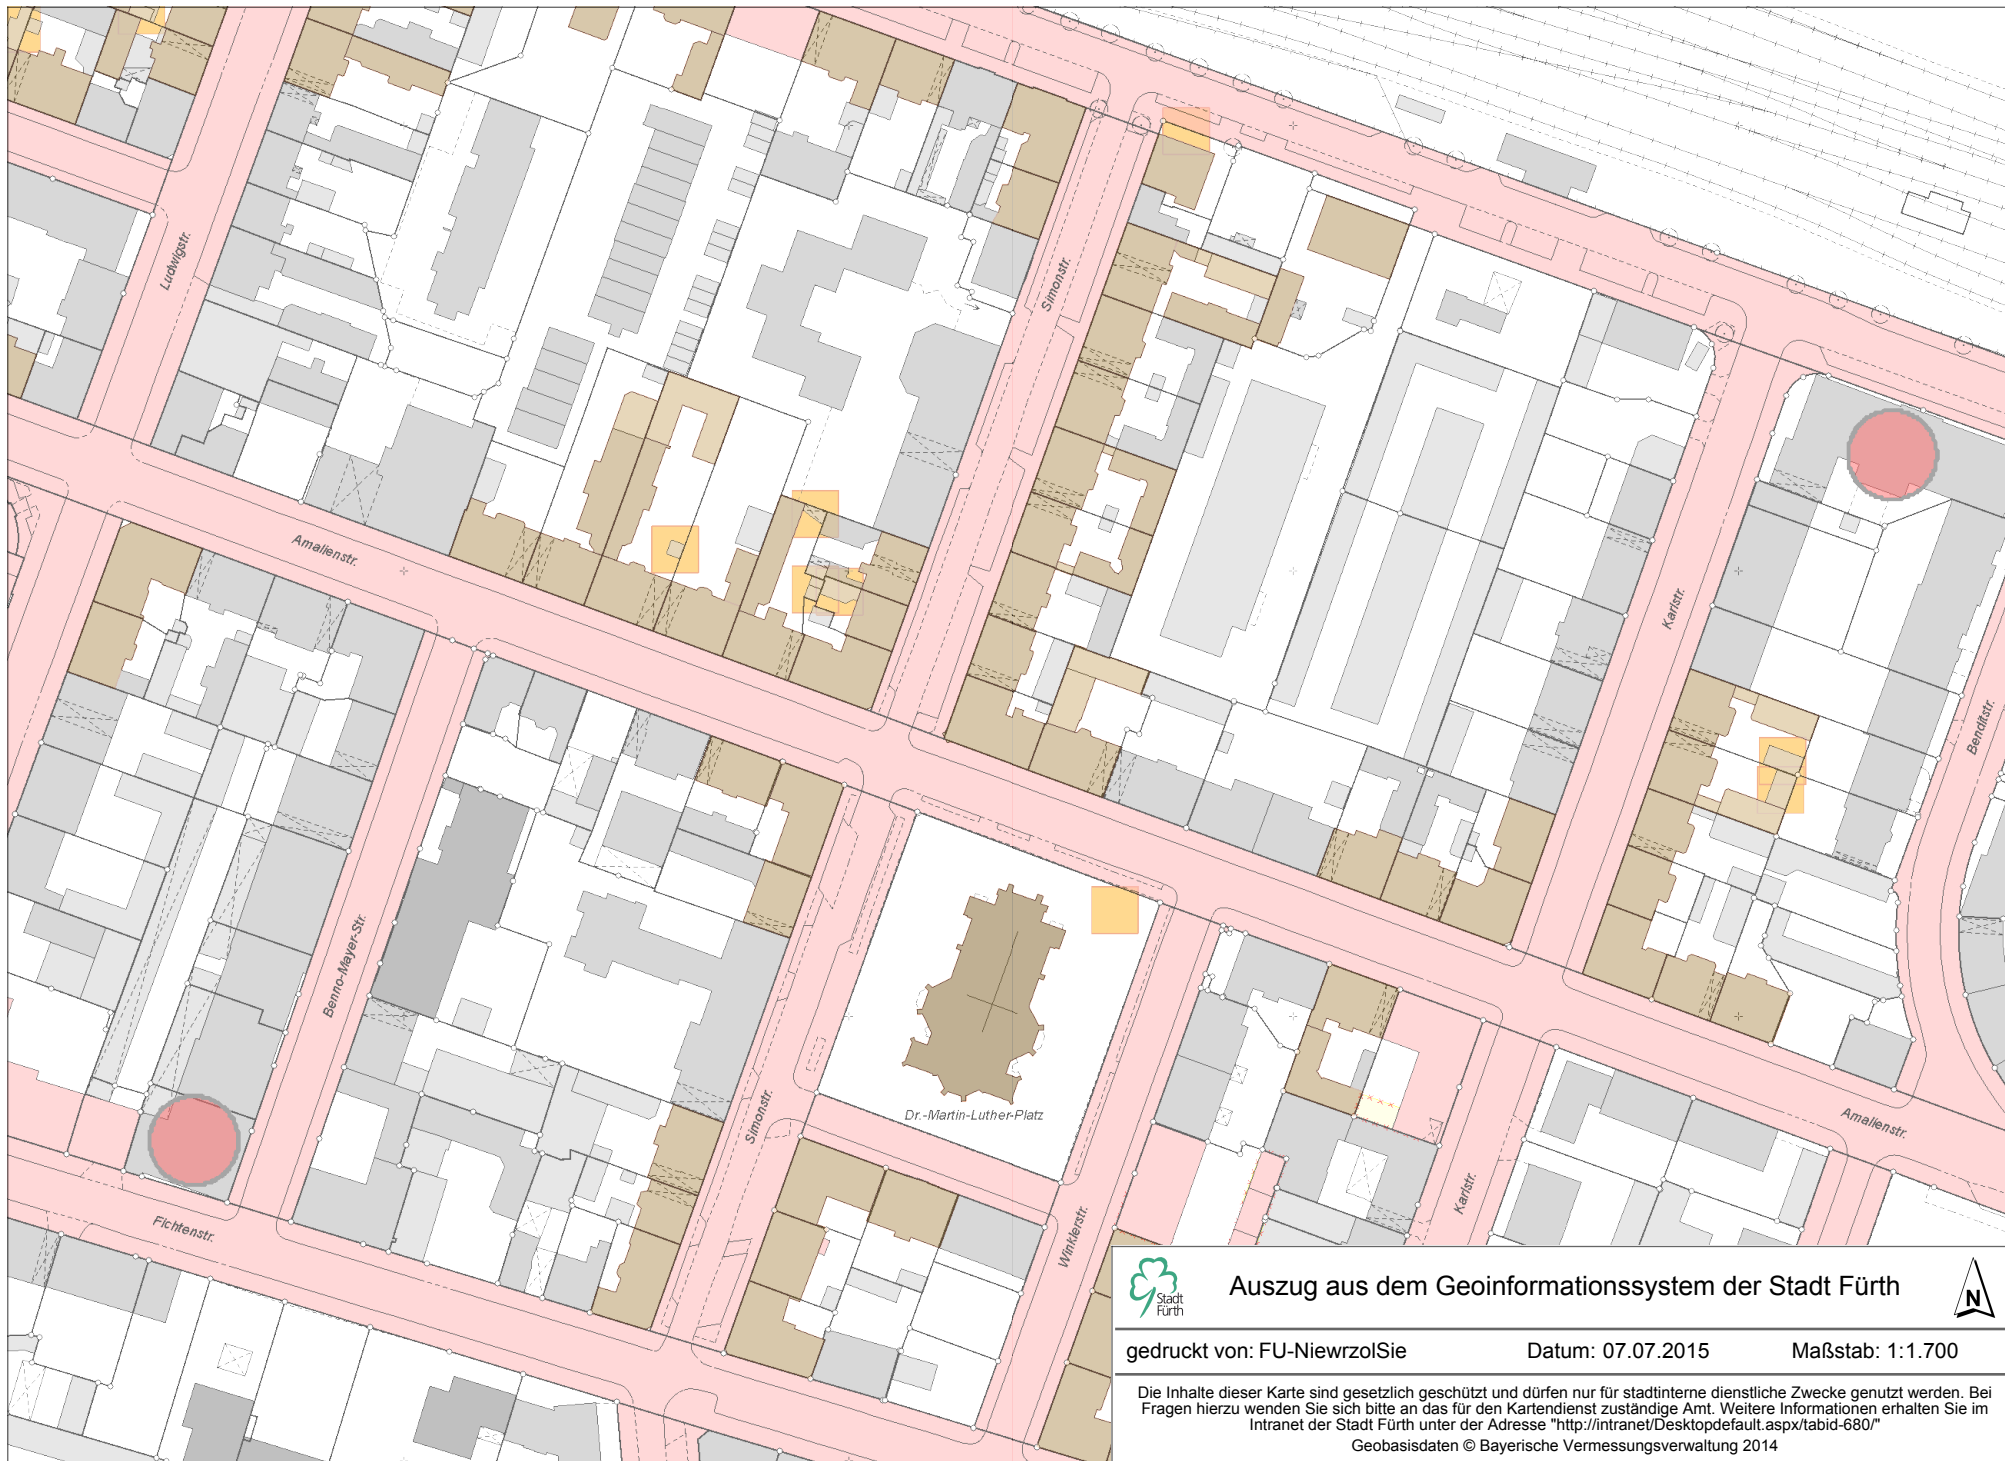 Ludwigstr.
Simonstr.
Amalienstr.
Karlstr.
Benditstr.
Benno-Mayer-Str.
Simonstr.
Dr.-Martin-Luther-Platz
Amalienstr.
Karlstr.
Winklerstr.
Fichtenstr.
Stadt
Fürth
Auszug aus dem Geoinformationssystem der Stadt Fürth
N
gedruckt von: FU-NiewrzolSie Datum: 07.07.2015 Maßstab: 1:1.700
Die Inhalte dieser Karte sind gesetzlich geschützt und dürfen nur für stadtinterne dienstliche Zwecke genutzt werden. Bei
Fragen hierzu wenden Sie sich bitte an das für den Kartendienst zuständige Amt. Weitere Informationen erhalten Sie im
Intranet der Stadt Fürth unter der Adresse "http://intranet/Desktopdefault.aspx/tabid-680/"
Geobasisdaten © Bayerische Vermessungsverwaltung 2014